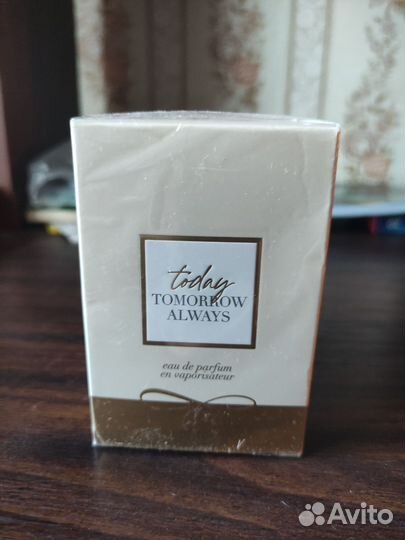 today
TOMORROW
ALWAYS
eau de parfum
en vaporisateur
Avito